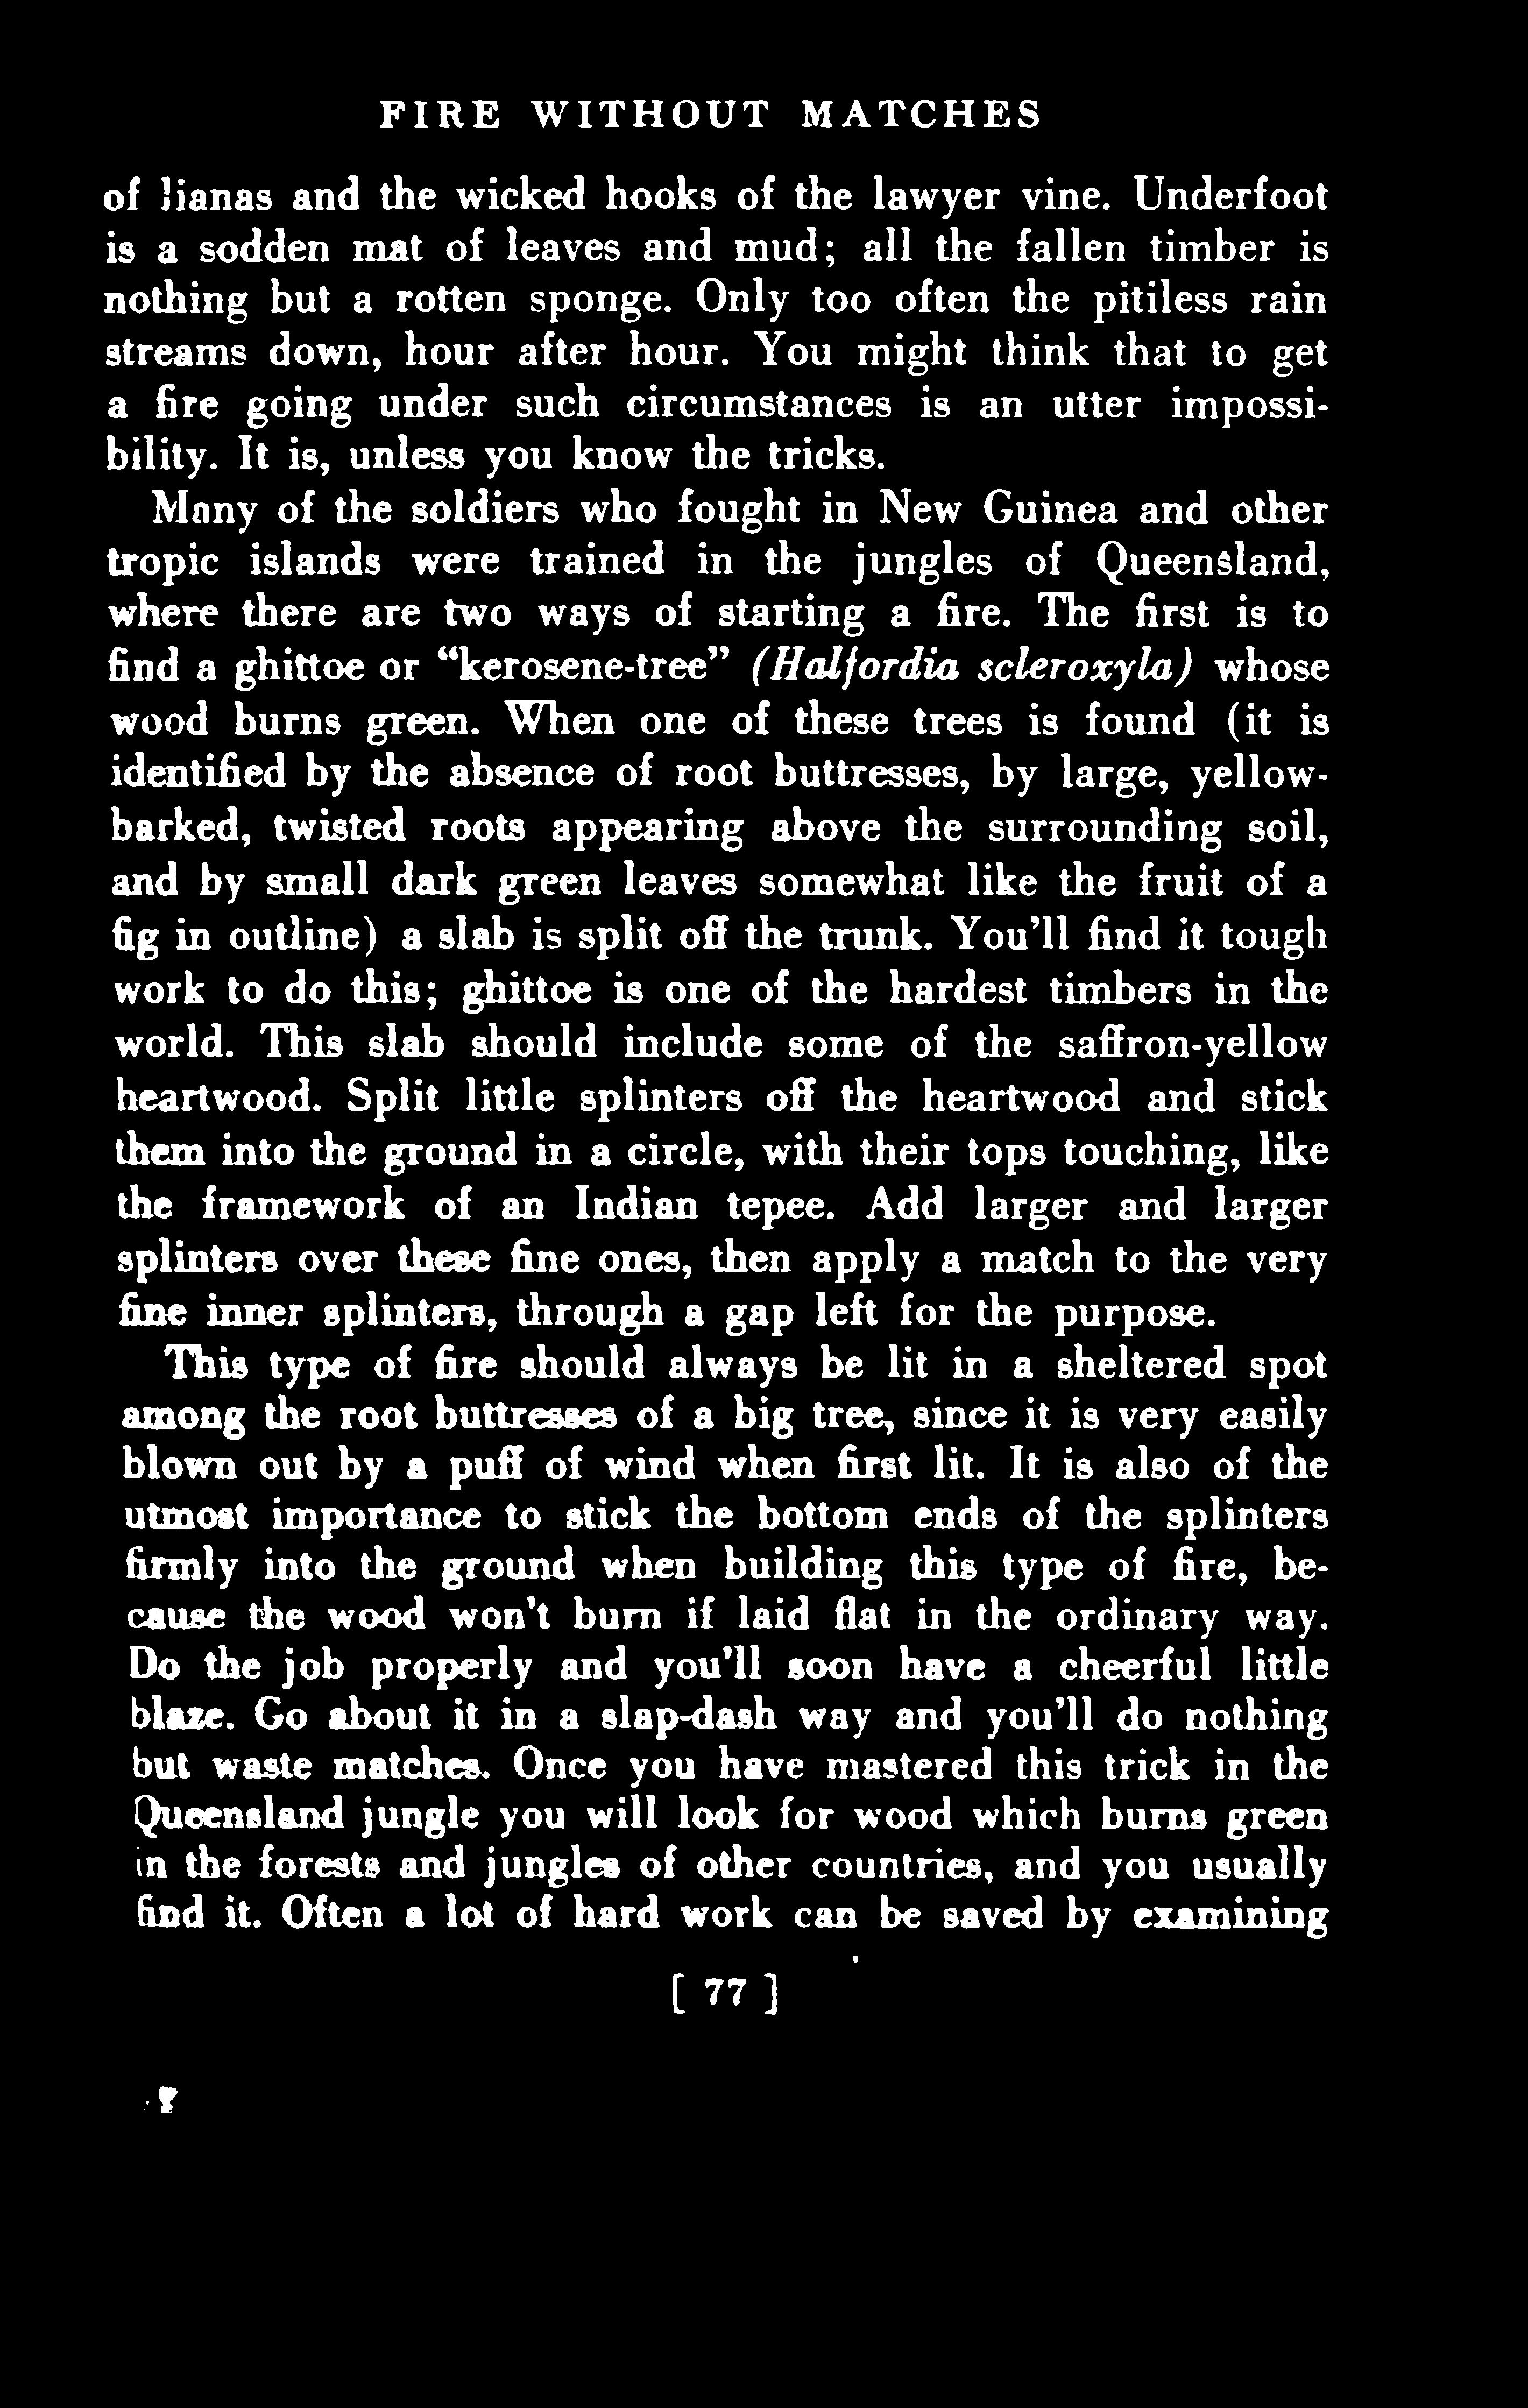 FIRE WITHOUT MATCHES
of lianas and the wicked hooks of the lawyer vine. Underfoot
is a sodden mat of leaves and mud; all the fallen timber is
nothing but a rotten sponge. Only too often the pitiless rain
streams down, hour after hour. You might think that to get
a fire going under such circumstances is an utter impossi-
bility. It is, unless you know the tricks.
Many of the soldiers who fought in New Guinea and other
tropic islands were trained in the jungles of Queensland,
where there are two ways of starting a fire. The first is to
find a ghittoe or “kerosene-tree” (Halfordia scleroxyla) whose
wood burns green. When one of these trees is found (it is
identified by the absence of root buttresses, by large, yellow-
barked, twisted roots appearing above the surrounding soil,
and by small dark green leaves somewhat like the fruit of a
fig in outline) a slab is split off the trunk. You’ll find it tough
work to do this; ghittoe is one of the hardest timbers in the
world. This slab should include some of the saffron-yellow
heartwood. Split little splinters off the heartwood and stick
them into the ground in a circle, with their tops touching, like
the framework of an Indian tepee. Add larger and larger
splinters over these fine ones, then apply a match to the very
fine inner splinters, through a gap left for the purpose.
This type of fire should always be lit in a sheltered spot
among the root buttresses of a big tree, since it is very easily
blown out by a puff of wind when first lit. It is also of the
utmost importance to stick the bottom ends of the splinters
firmly into the ground when building this type of fire, be-
cause the wood won’t burn if laid flat in the ordinary way.
Do the job properly and you’ll soon have a cheerful little
blaze. Go about it in a slap-dash way and you’ll do nothing
but waste matches. Once you have mastered this trick in the
Queensland jungle you will look for wood which burns green
in the forests and jungles of other countries, and you usually
find it. Often a lot of hard work can be saved by examining
[ 77 ]